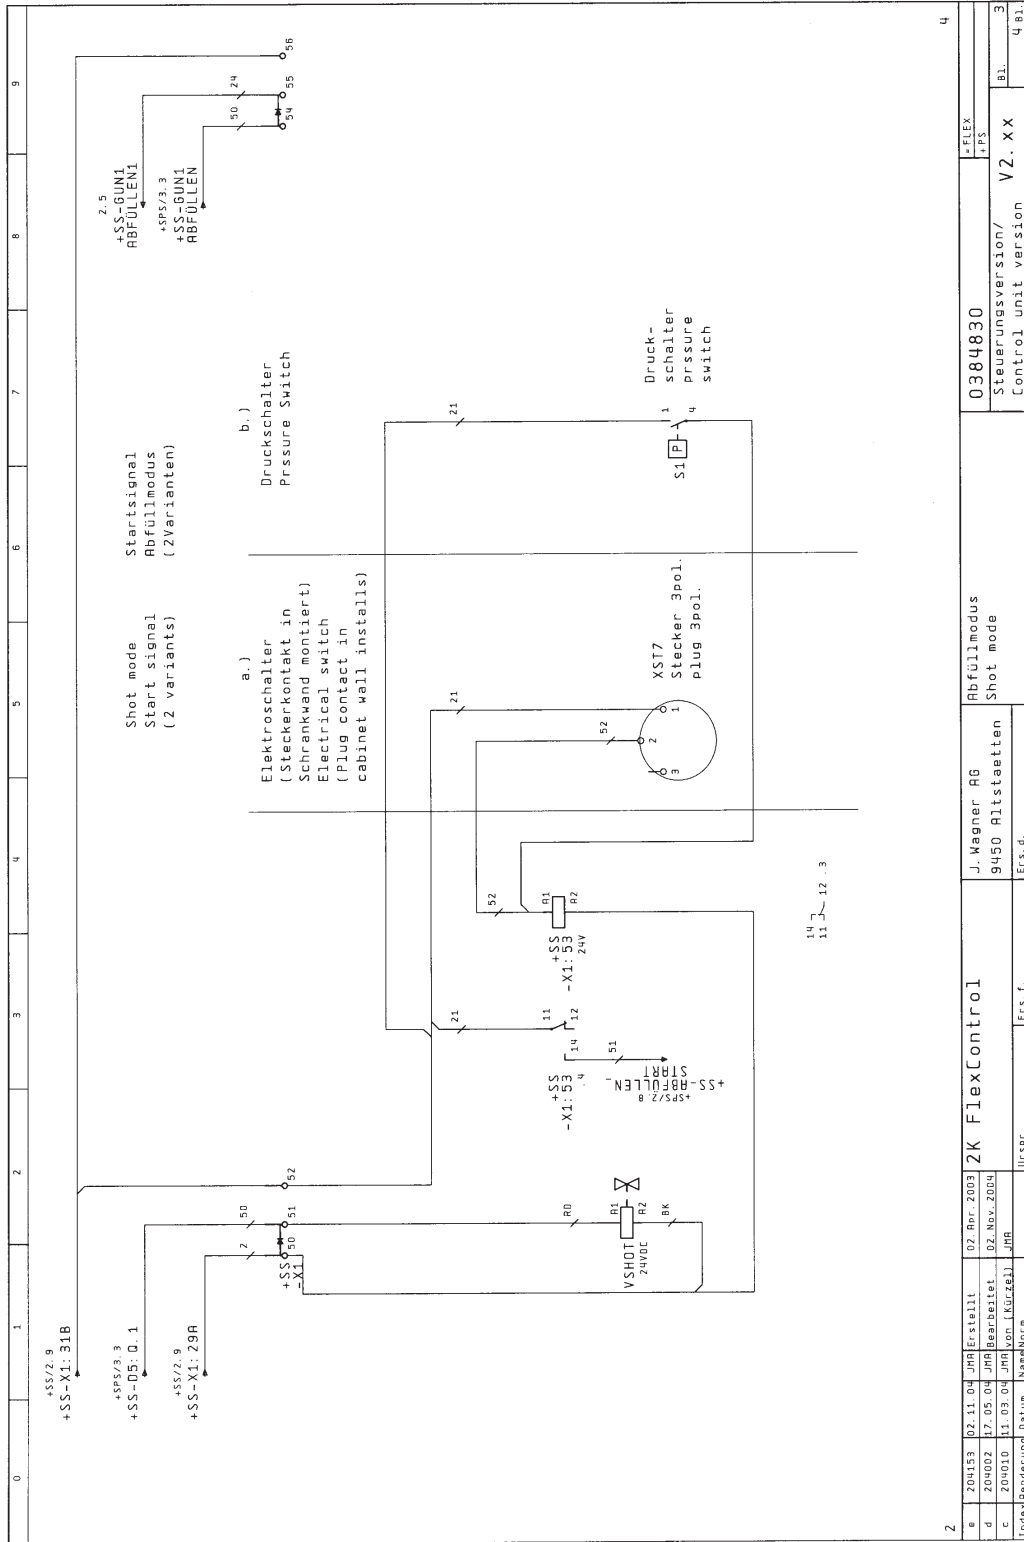 0 1 2 3 4 5 6 7 8 9
+SS/2.9
+SS-X1:31B
+SPS/3.3
+SS-D5:Q.1
+SS/2.9
+SS-X1:29A
2
50
50
51
52
+SS
-X1
RD
A1
A2
BK
VSHOT
24VDC
+SS
-X1:53
.4
14
11
12
21
51
+SPS/2.8
+SS-ABFÜLLEN_
START
+SS
-X1:53
24V
52
A1
A2
14
11
12 .3
Shot mode
Start signal
(2 variants)
Startsignal
Abfüllmodus
(2Varianten)
a.)
Elektroschalter
(Steckerkontakt in
Schrankwand montiert)
Electrical switch
(Plug contact in
cabinet wall installs)
21
52
3
2
1
XST7
Stecker 3pol.
plug 3pol.
b.)
Druckschalter
Prssure Switch
21
1
4
S1
P
Druck-
schalter
prssure
switch
2.5
+SS-GUN1
ABFÜLLEN1
+SPS/3.3
+SS-GUN1
ABFÜLLEN
50
24
54
55
56
2
4
e 204153 02.11.04 JMA Erstellt 02.Apr.2003
d 204002 17.05.04 JMA Bearbeitet 02.Nov.2004
c 204010 11.03.04 JMA von (Kürzel) JMA
Index Aenderung Datum Name Norm
Urspr.
Ers.f.
Ers.d.
2K FlexControl
J. Wagner AG
9450 Altstaetten
Abfüllmodus
Shot mode
0384830
= FLEX
+ PS
Steuerungsversion/
Control unit version V2.xx
Bl. 3
4 Bl.